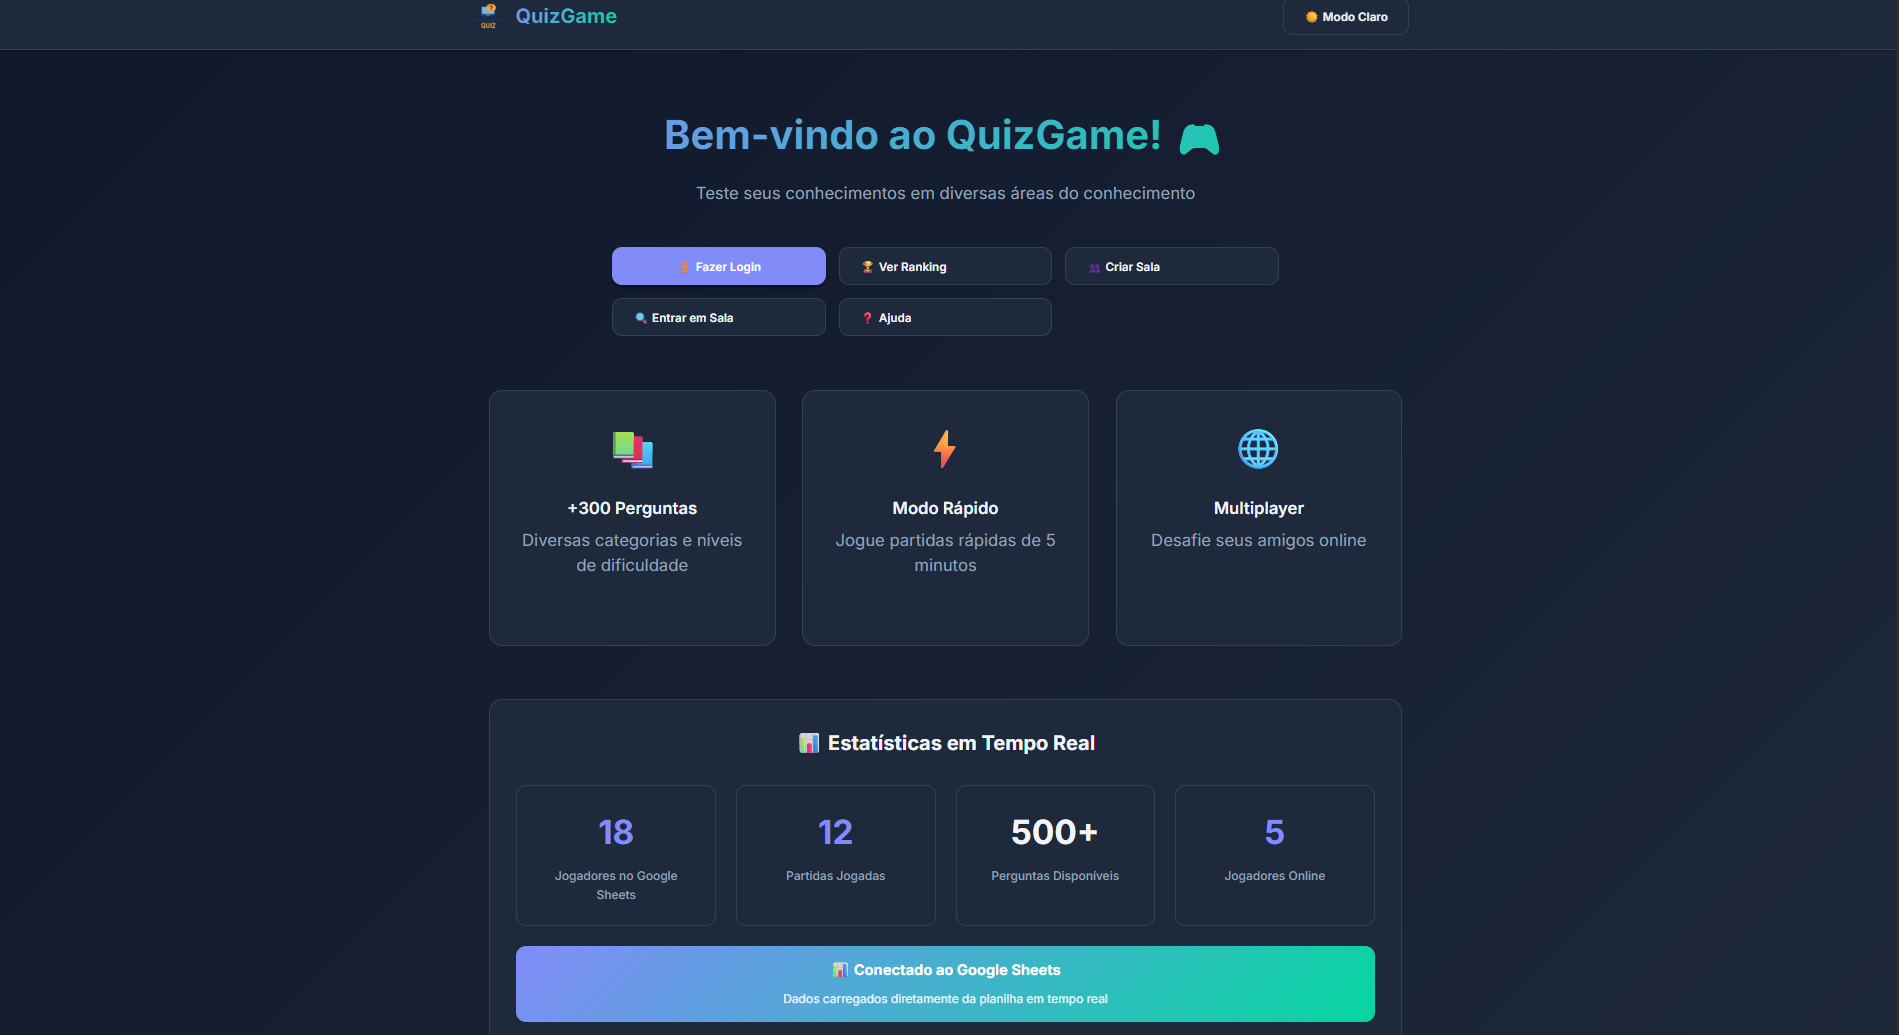 QUIZ
QuizGame
Modo Claro
Bem-vindo ao QuizGame!
Teste seus conhecimentos em diversas áreas do conhecimento
Fazer Login
Ver Ranking
Criar Sala
Entrar em Sala
Ajuda
+300 Perguntas
Diversas categorias e níveis
de dificuldade
Modo Rápido
Jogue partidas rápidas de 5
minutos
Multiplayer
Desafie seus amigos online
Estatísticas em Tempo Real
18
Jogadores no Google
Sheets
12
Partidas Jogadas
500+
Perguntas Disponíveis
5
Jogadores Online
Conectado ao Google Sheets
Dados carregados diretamente da planilha em tempo real